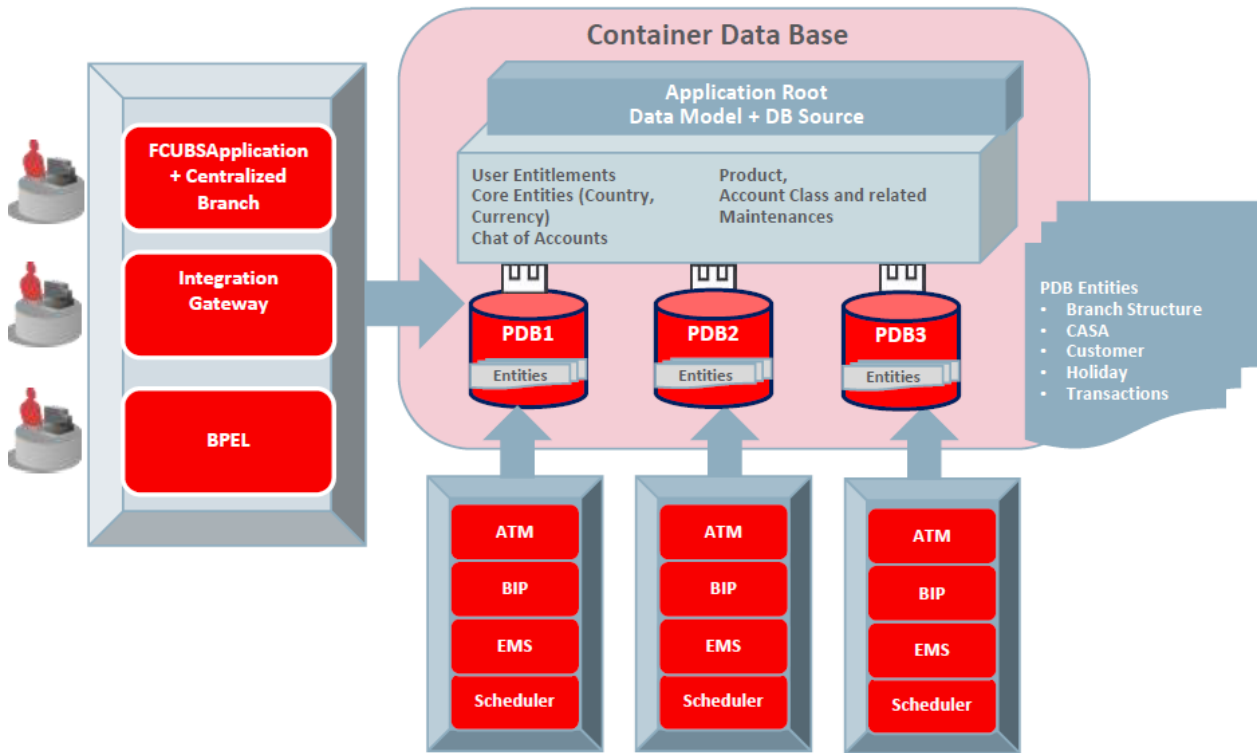 Container Data Base
Application Root
Data Model + DB Source
User Entitlements
Core Entities (Country,
Currency)
Chat of Accounts
Product,
Account Class and related
Maintenances
FCUBSApplication
+ Centralized
Branch
Integration
Gateway
BPEL
PDB1
Entities
PDB2
Entities
PDB3
Entities
PDB Entities
• Branch Structure
• CASA
• Customer
• Holiday
• Transactions
ATM
BIP
EMS
Scheduler
ATM
BIP
EMS
Scheduler
ATM
BIP
EMS
Scheduler